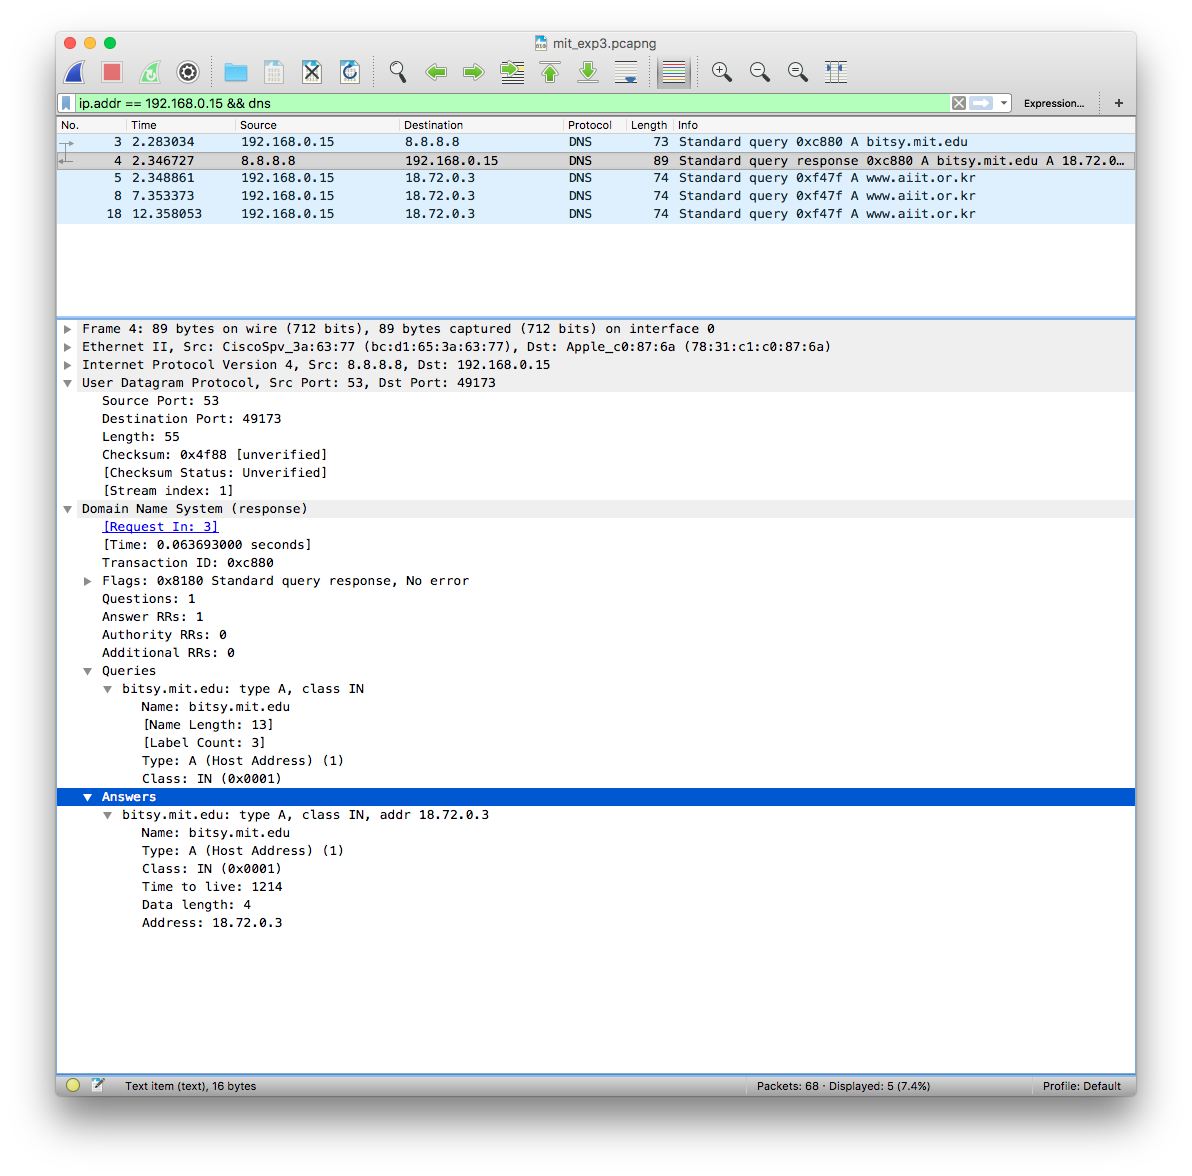 mit_exp3.pcapng
ip.addr == 192.168.0.15 && dns
Expression...
+
No. Time Source Destination Protocol Length Info
3 2.283034 192.168.0.15 8.8.8.8 DNS 73 Standard query 0xc880 A bitsy.mit.edu
4 2.346727 8.8.8.8 192.168.0.15 DNS 89 Standard query response 0xc880 A bitsy.mit.edu A 18.72.0…
5 2.348861 192.168.0.15 18.72.0.3 DNS 74 Standard query 0xf47f A www.aiit.or.kr
8 7.353373 192.168.0.15 18.72.0.3 DNS 74 Standard query 0xf47f A www.aiit.or.kr
18 12.358053 192.168.0.15 18.72.0.3 DNS 74 Standard query 0xf47f A www.aiit.or.kr
Frame 4: 89 bytes on wire (712 bits), 89 bytes captured (712 bits) on interface 0
Ethernet II, Src: CiscoSpv_3a:63:77 (bc:d1:65:3a:63:77), Dst: Apple_c0:87:6a (78:31:c1:c0:87:6a)
Internet Protocol Version 4, Src: 8.8.8.8, Dst: 192.168.0.15
User Datagram Protocol, Src Port: 53, Dst Port: 49173
Source Port: 53
Destination Port: 49173
Length: 55
Checksum: 0x4f88 [unverified]
[Checksum Status: Unverified]
[Stream index: 1]
Domain Name System (response)
[Request In: 3]
[Time: 0.063693000 seconds]
Transaction ID: 0xc880
Flags: 0x8180 Standard query response, No error
Questions: 1
Answer RRs: 1
Authority RRs: 0
Additional RRs: 0
Queries
bitsy.mit.edu: type A, class IN
Name: bitsy.mit.edu
[Name Length: 13]
[Label Count: 3]
Type: A (Host Address) (1)
Class: IN (0x0001)
Answers
bitsy.mit.edu: type A, class IN, addr 18.72.0.3
Name: bitsy.mit.edu
Type: A (Host Address) (1)
Class: IN (0x0001)
Time to live: 1214
Data length: 4
Address: 18.72.0.3
Text item (text), 16 bytes
Packets: 68 · Displayed: 5 (7.4%)
Profile: Default